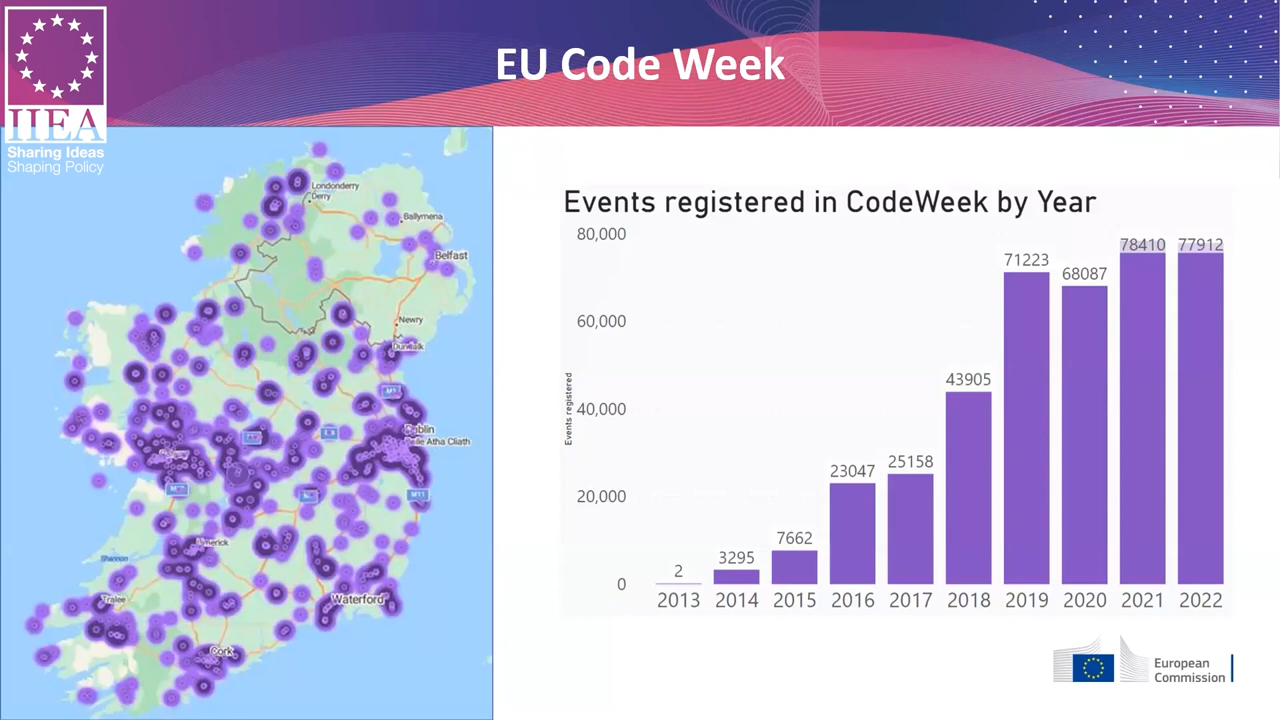 EU Code Week
IIEA
Sharing Ideas
Shaping Policy
Londonderry
Derry
Ballymena
Belfast
Newry
Dundalk
M1
Dublin
M11
Limerick
Shannon
Tralee
Waterford
Cork
Events registered in CodeWeek by Year
Events registered
80,000
60,000
40,000
20,000
0
2
3295
7662
23047
25158
43905
71223
68087
78410
77912
2013
2014
2015
2016
2017
2018
2019
2020
2021
2022
European
Commission